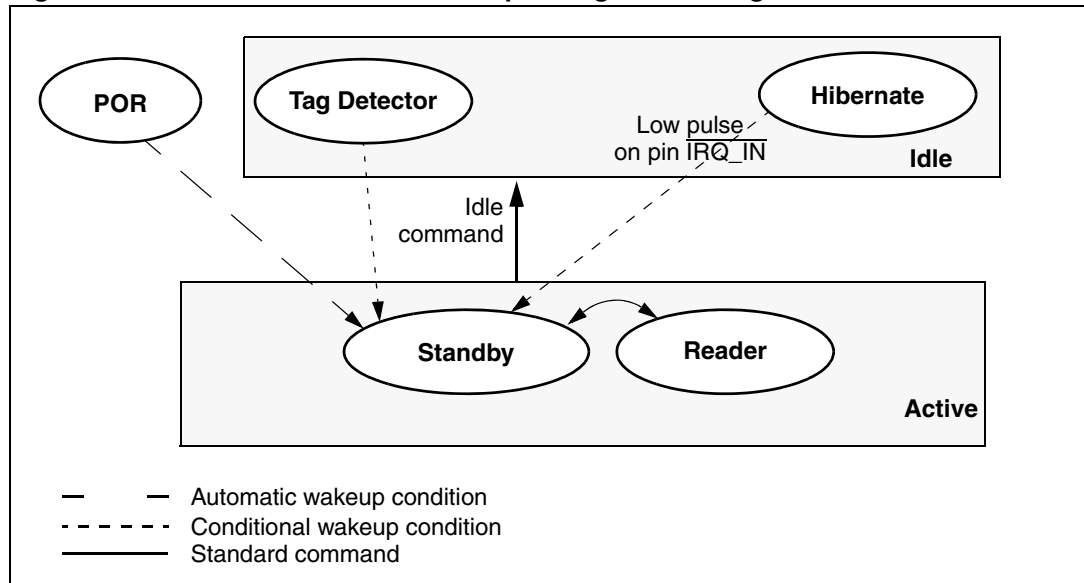 POR
Tag Detector
Hibernate
Low pulse
on pin IRQ_IN
Idle
Idle
command
Standby
Reader
Active
Automatic wakeup condition
Conditional wakeup condition
Standard command